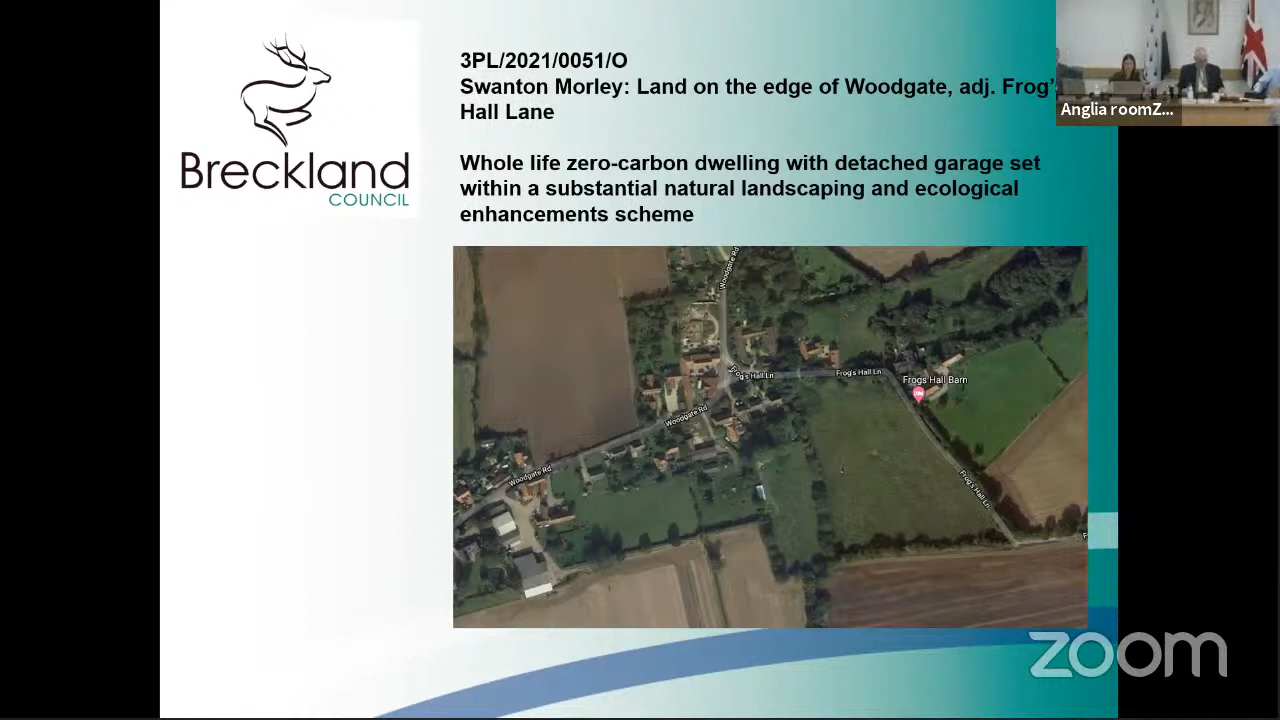 3PL/2021/0051/O
Swanton Morley: Land on the edge of Woodgate, adj. Frog's
Hall Lane
Anglia roomZ...
Breckland
COUNCIL
Whole life zero-carbon dwelling with detached garage set
within a substantial natural landscaping and ecological
enhancements scheme
Woodgate Rd
Frog's Hall Ln
Frog's Hall Ln
Frogs Hall Barn
Woodgate Rd
Woodgate Rd
Frog's Hall Ln
zoom